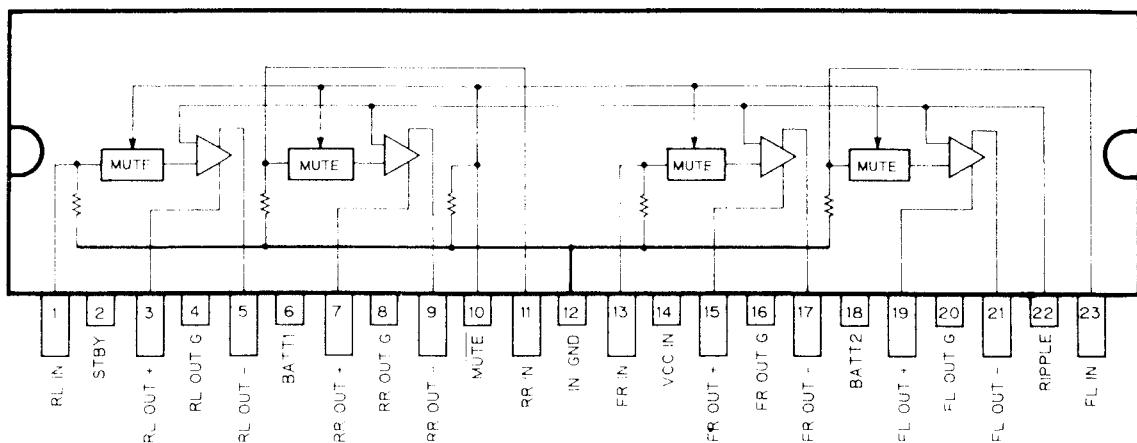 MUTE
MUTE
MUTE
MUTE
1 2 3 4 5 6 7 8 9 10 11 12 13 14 15 16 17 18 19 20 21 22 23
RL IN
STBY
RL OUT +
RL OUT G
RL OUT -
BATT1
RR OUT +
RR OUT G
RR OUT -
MUTE
RR IN
IN GND
FR IN
VCC IN
FR OUT +
FR OUT G
FR OUT -
BATT2
FL OUT +
FL OUT G
FL OUT -
RIPPLE
FL IN